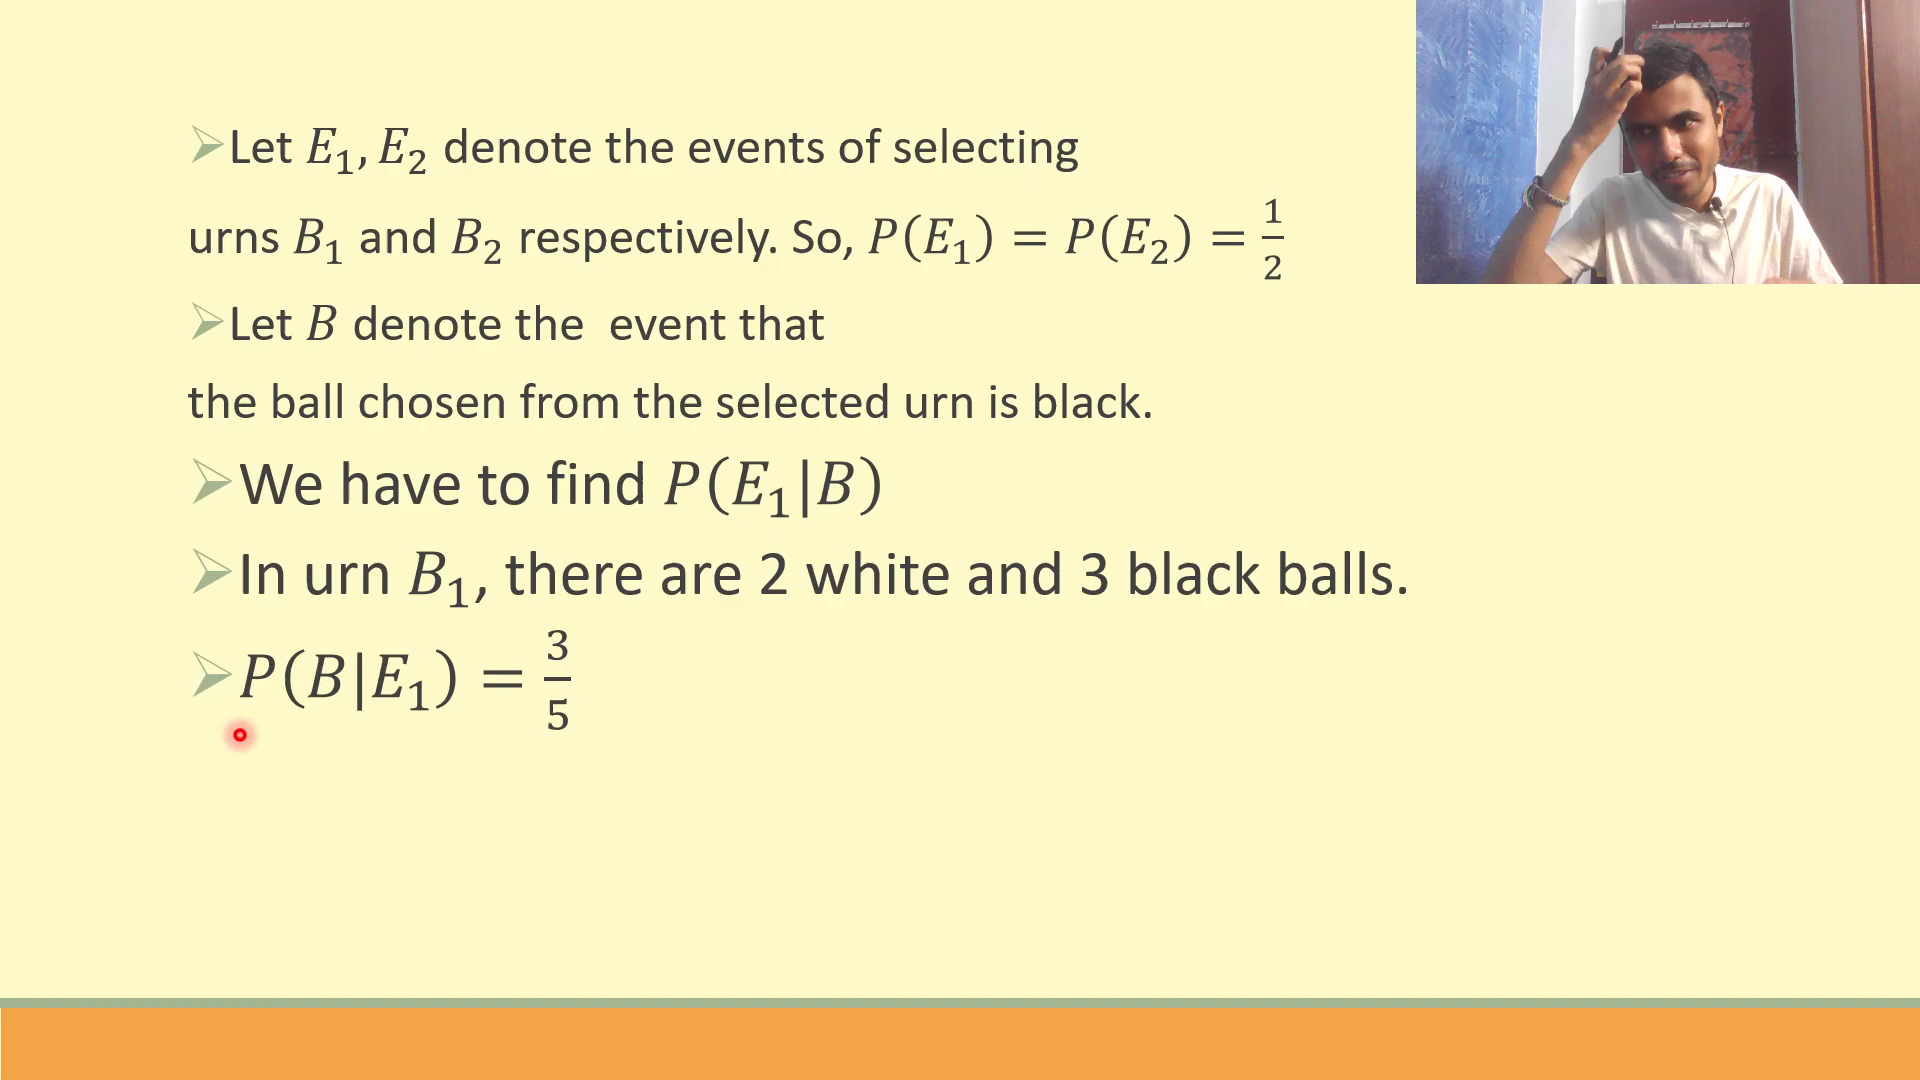 Let E₁, E₂ denote the events of selecting
urns B₁ and B₂ respectively. So, P(E₁) = P(E₂) = 1/2
Let B denote the  event that
the ball chosen from the selected urn is black.
We have to find P(E₁|B)
In urn B₁, there are 2 white and 3 black balls.
P(B|E₁) = 3/5